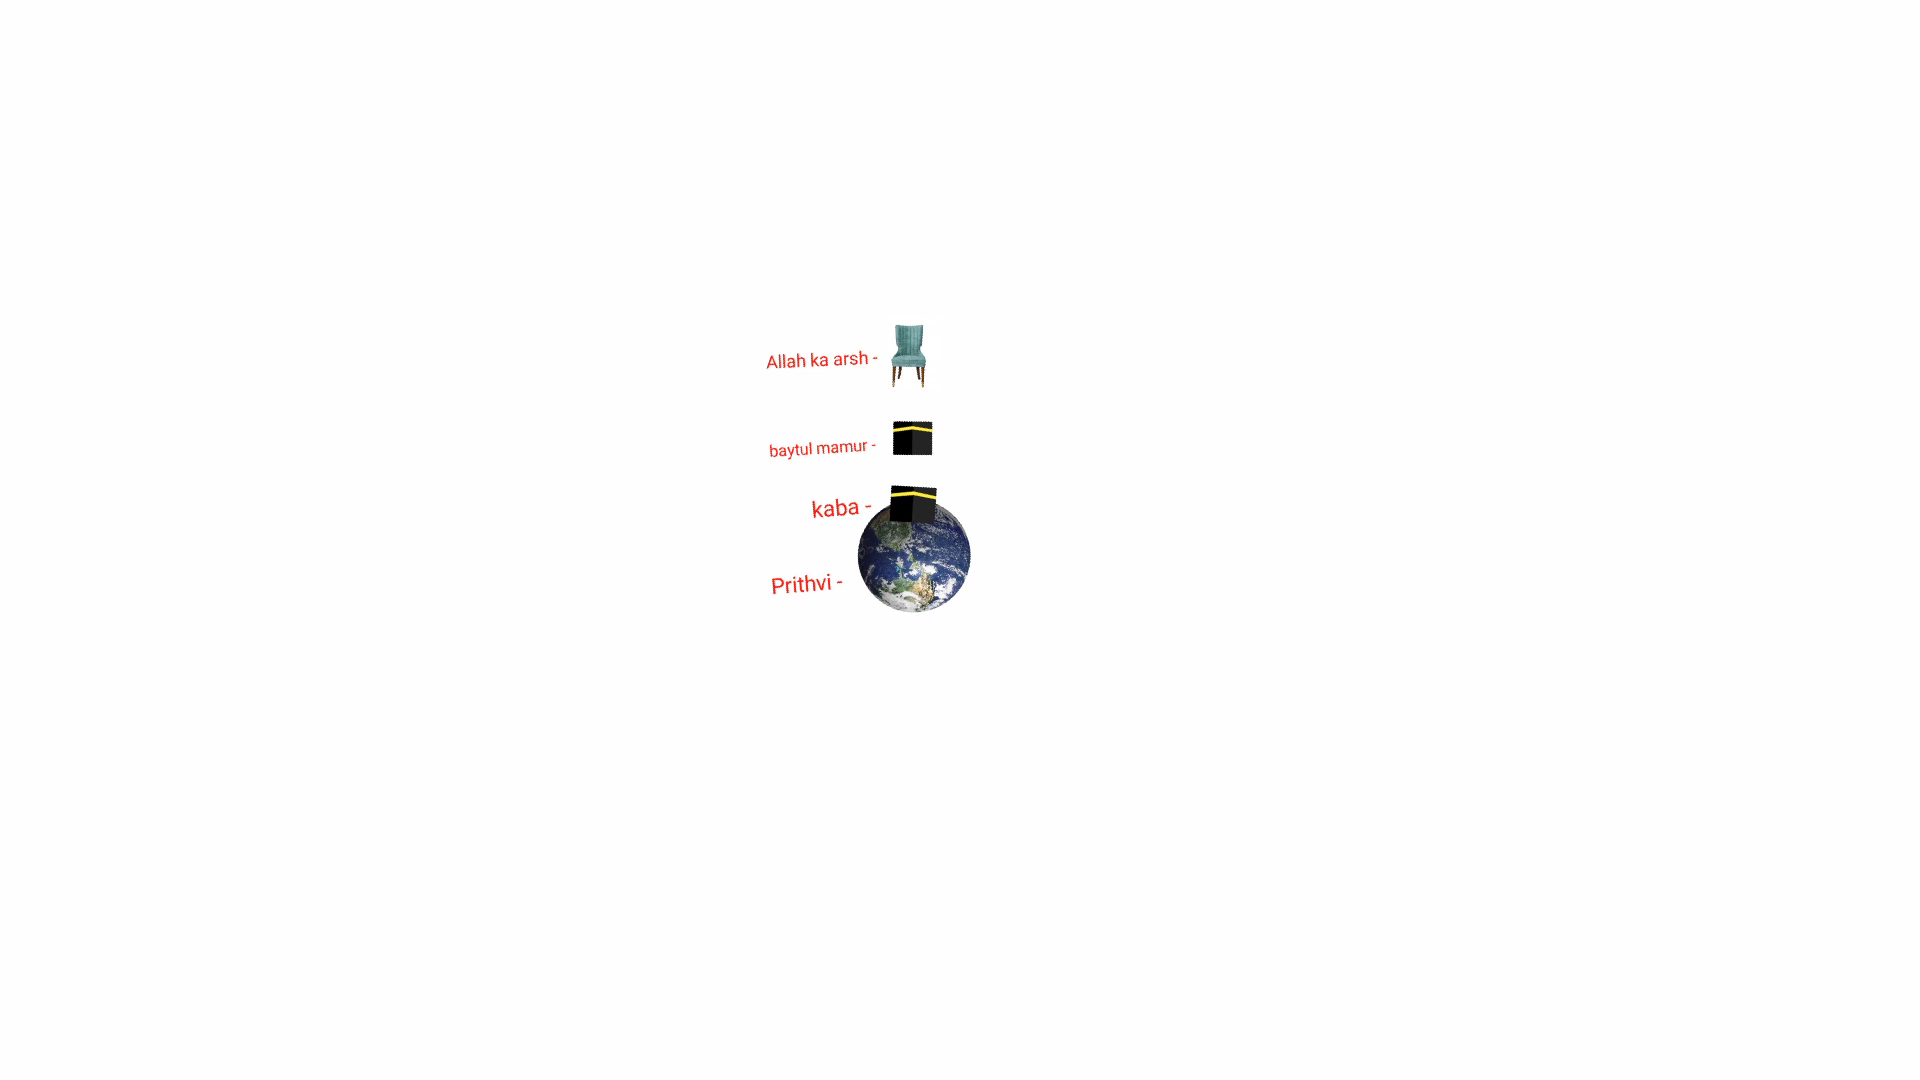 Allah ka arsh -
baytul mamur -
kaba -
Prithvi -